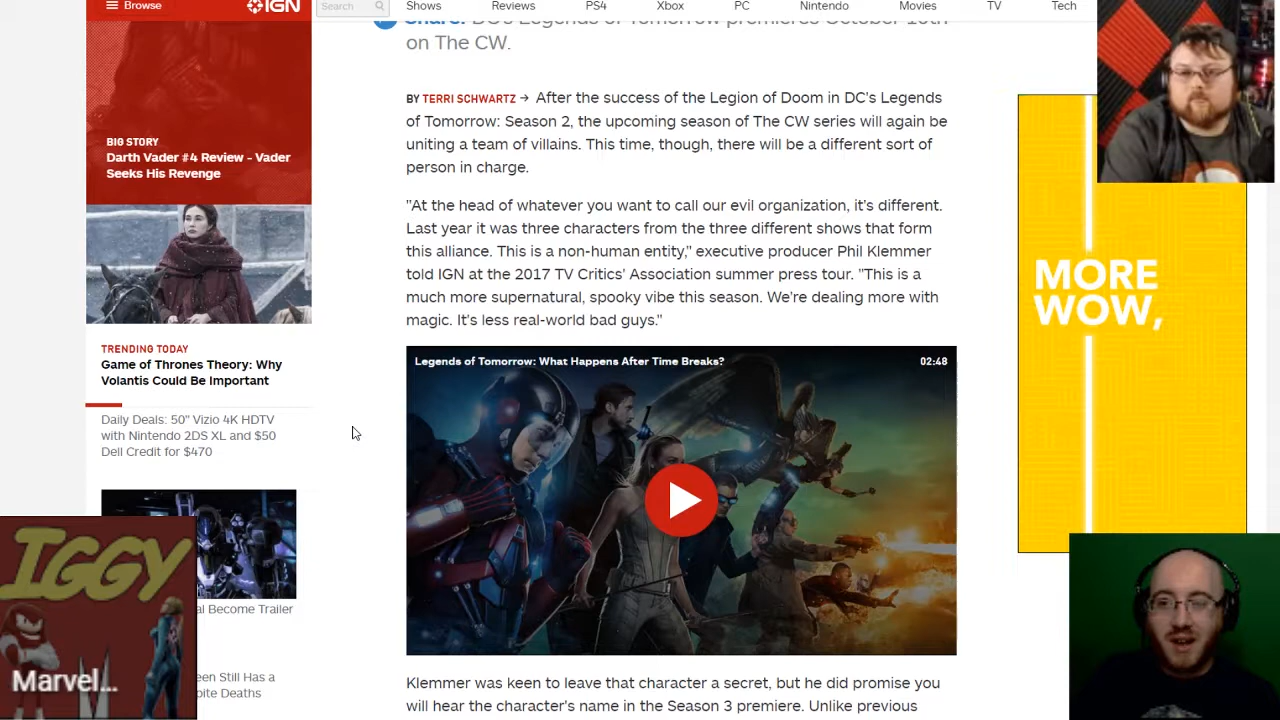 Browse
IGN
Search
Shows
Reviews
PS4
Xbox
PC
Nintendo
Movies
TV
Tech
Share. DC's Legends of Tomorrow premieres October 10th
on The CW.
BY TERRI SCHWARTZ → After the success of the Legion of Doom in DC's Legends
of Tomorrow: Season 2, the upcoming season of The CW series will again be
uniting a team of villains. This time, though, there will be a different sort of
person in charge.
"At the head of whatever you want to call our evil organization, it's different.
Last year it was three characters from the three different shows that form
this alliance. This is a non-human entity," executive producer Phil Klemmer
told IGN at the 2017 TV Critics' Association summer press tour. "This is a
much more supernatural, spooky vibe this season. We're dealing more with
magic. It's less real-world bad guys."
Legends of Tomorrow: What Happens After Time Breaks?
02:48
Klemmer was keen to leave that character a secret, but he did promise you
will hear the character's name in the Season 3 premiere. Unlike previous
BIG STORY
Darth Vader #4 Review - Vader
Seeks His Revenge
TRENDING TODAY
Game of Thrones Theory: Why
Volantis Could Be Important
Daily Deals: 50" Vizio 4K HDTV
with Nintendo 2DS XL and $50
Dell Credit for $470
al Become Trailer
een Still Has a
pite Deaths
IGGY
Marvel...
MORE
WOW,